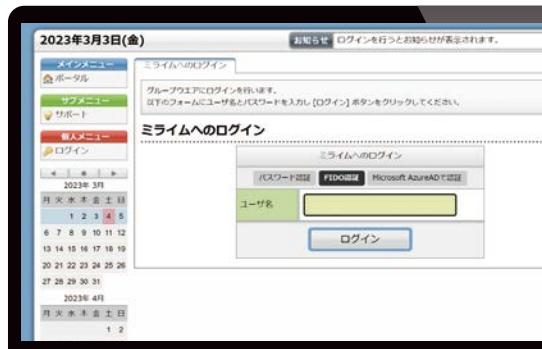 2023年3月3日(金)
お知らせ ログインを行うとお知らせが表示されます。
メインメニュー
ポータル
サブメニュー
サポート
個人メニュー
ログイン
2023年 3月
月 火 水 木 金 土 日
1 2 3 4 5
6 7 8 9 10 11 12
13 14 15 16 17 18 19
20 21 22 23 24 25 26
27 28 29 30 31
2023年 4月
月 火 水 木 金 土 日
1 2
ミライムへのログイン
グループウエアにログインを行います。
以下のフォームにユーザ名とパスワードを入力し [ログイン] ボタンをクリックしてください。
ミライムへのログイン
ミライムへのログイン
パスワード認証 FIDO認証 Microsoft AzureADで認証
ユーザ名
ログイン